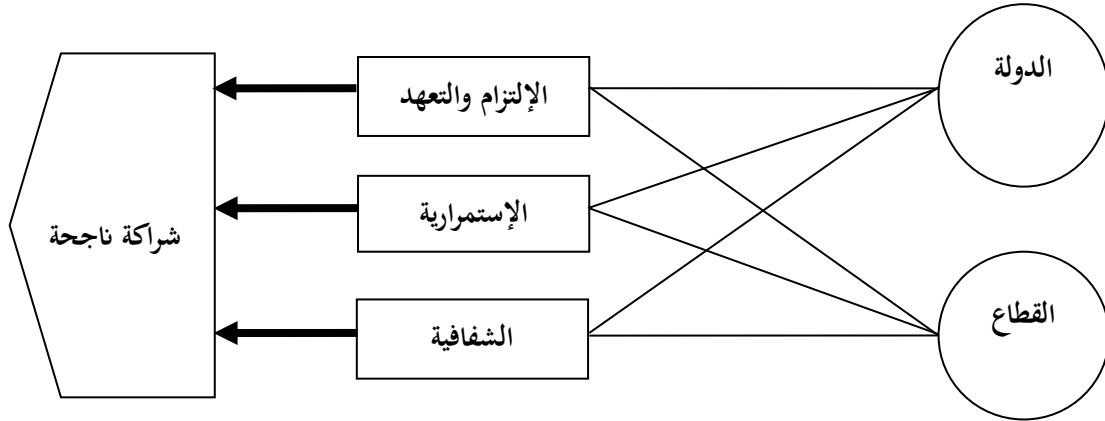 الدولة
الإلتزام والتعهد
الإستمرارية
شراكة ناجحة
القطاع
الشفافية